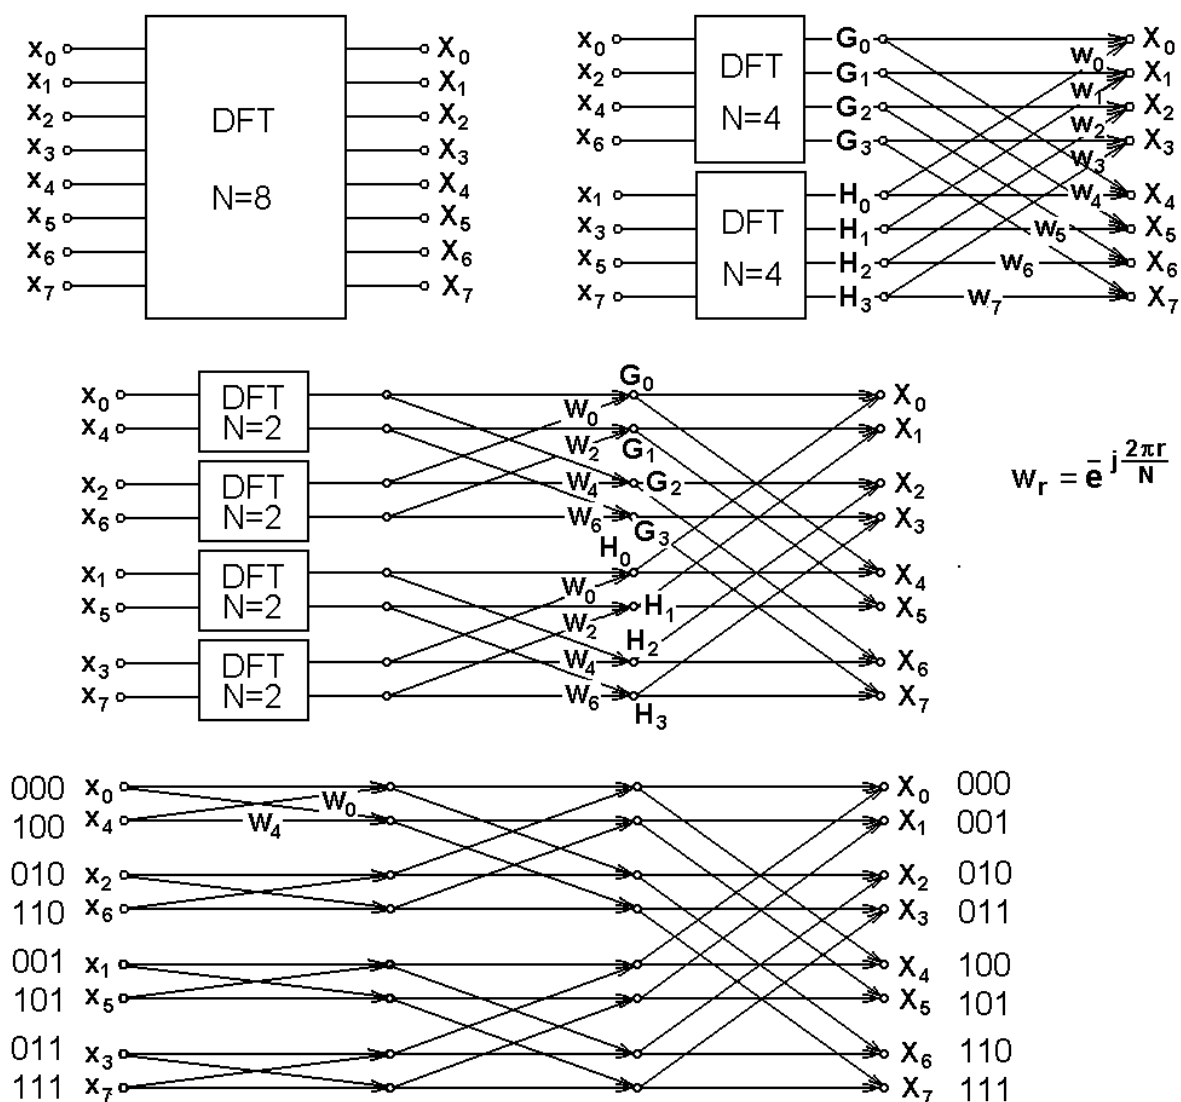 x0 X0 x0 G0 X0
x1 X1 x2 DFT G1 w0 X1
x2 DFT X2 x4 N=4 G2 w1 X2
x3 X3 x6 G3 w2 X3
x4 N=8 X4 x1 H0 w3 w4 X4
x5 X5 x3 DFT H1 w5 X5
x6 X6 x5 N=4 H2 w6 X6
x7 X7 x7 H3 w7 X7
x0 DFT G0 X0
x4 N=2 w0 G1 X1
x2 DFT w2 w4 G2 X2
x6 N=2 w6 G3 X3
x1 DFT H0 w0 X4
x5 N=2 w2 H1 X5
x3 DFT w4 H2 X6
x7 N=2 w6 H3 X7
wr = e̅ j 2πr/N
000 x0 w0 X0 000
100 x4 w4 X1 001
010 x2 X2 010
110 x6 X3 011
001 x1 X4 100
101 x5 X5 101
011 x3 X6 110
111 x7 X7 111